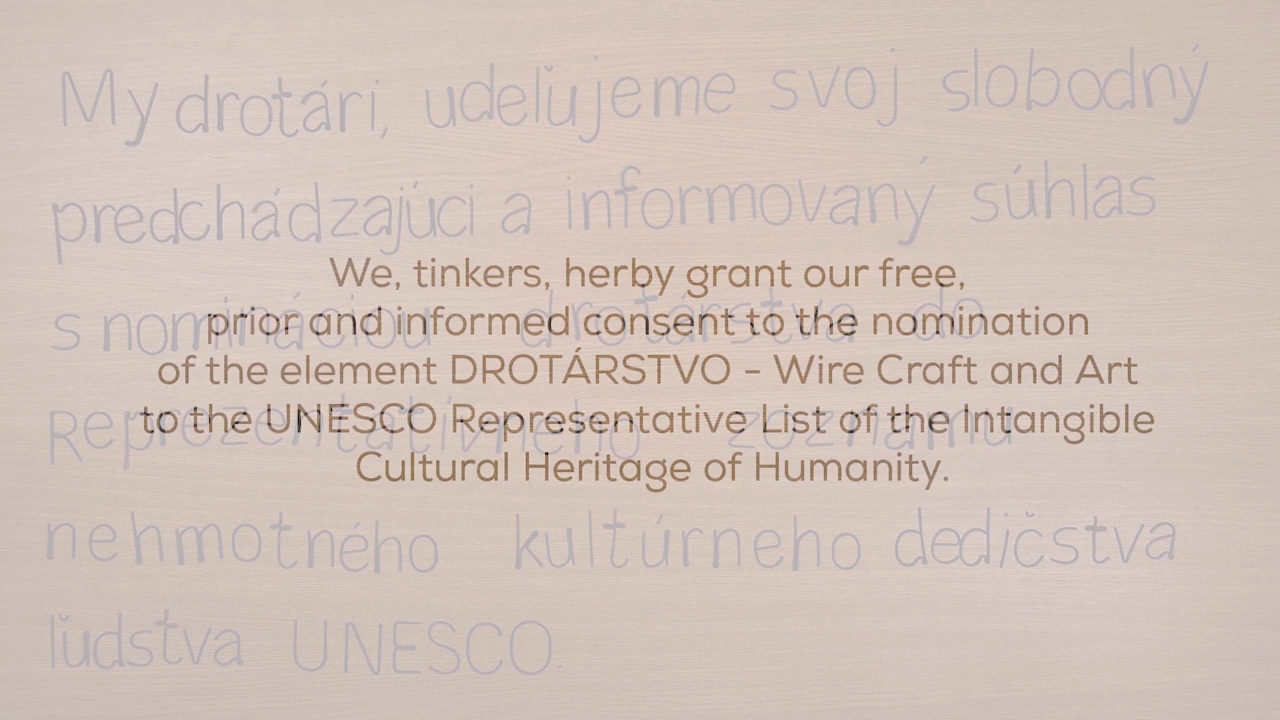 My drotári, udeľujeme svoj slobodný
predchádzajúci a informovaný súhlas
s nomináciou drotárstva do
Reprezentatívneho zoznamu
nehmotného kultúrneho dedičstva
ľudstva UNESCO.
We, tinkers, herby grant our free,
prior and informed consent to the nomination
of the element DROTÁRSTVO - Wire Craft and Art
to the UNESCO Representative List of the Intangible
Cultural Heritage of Humanity.